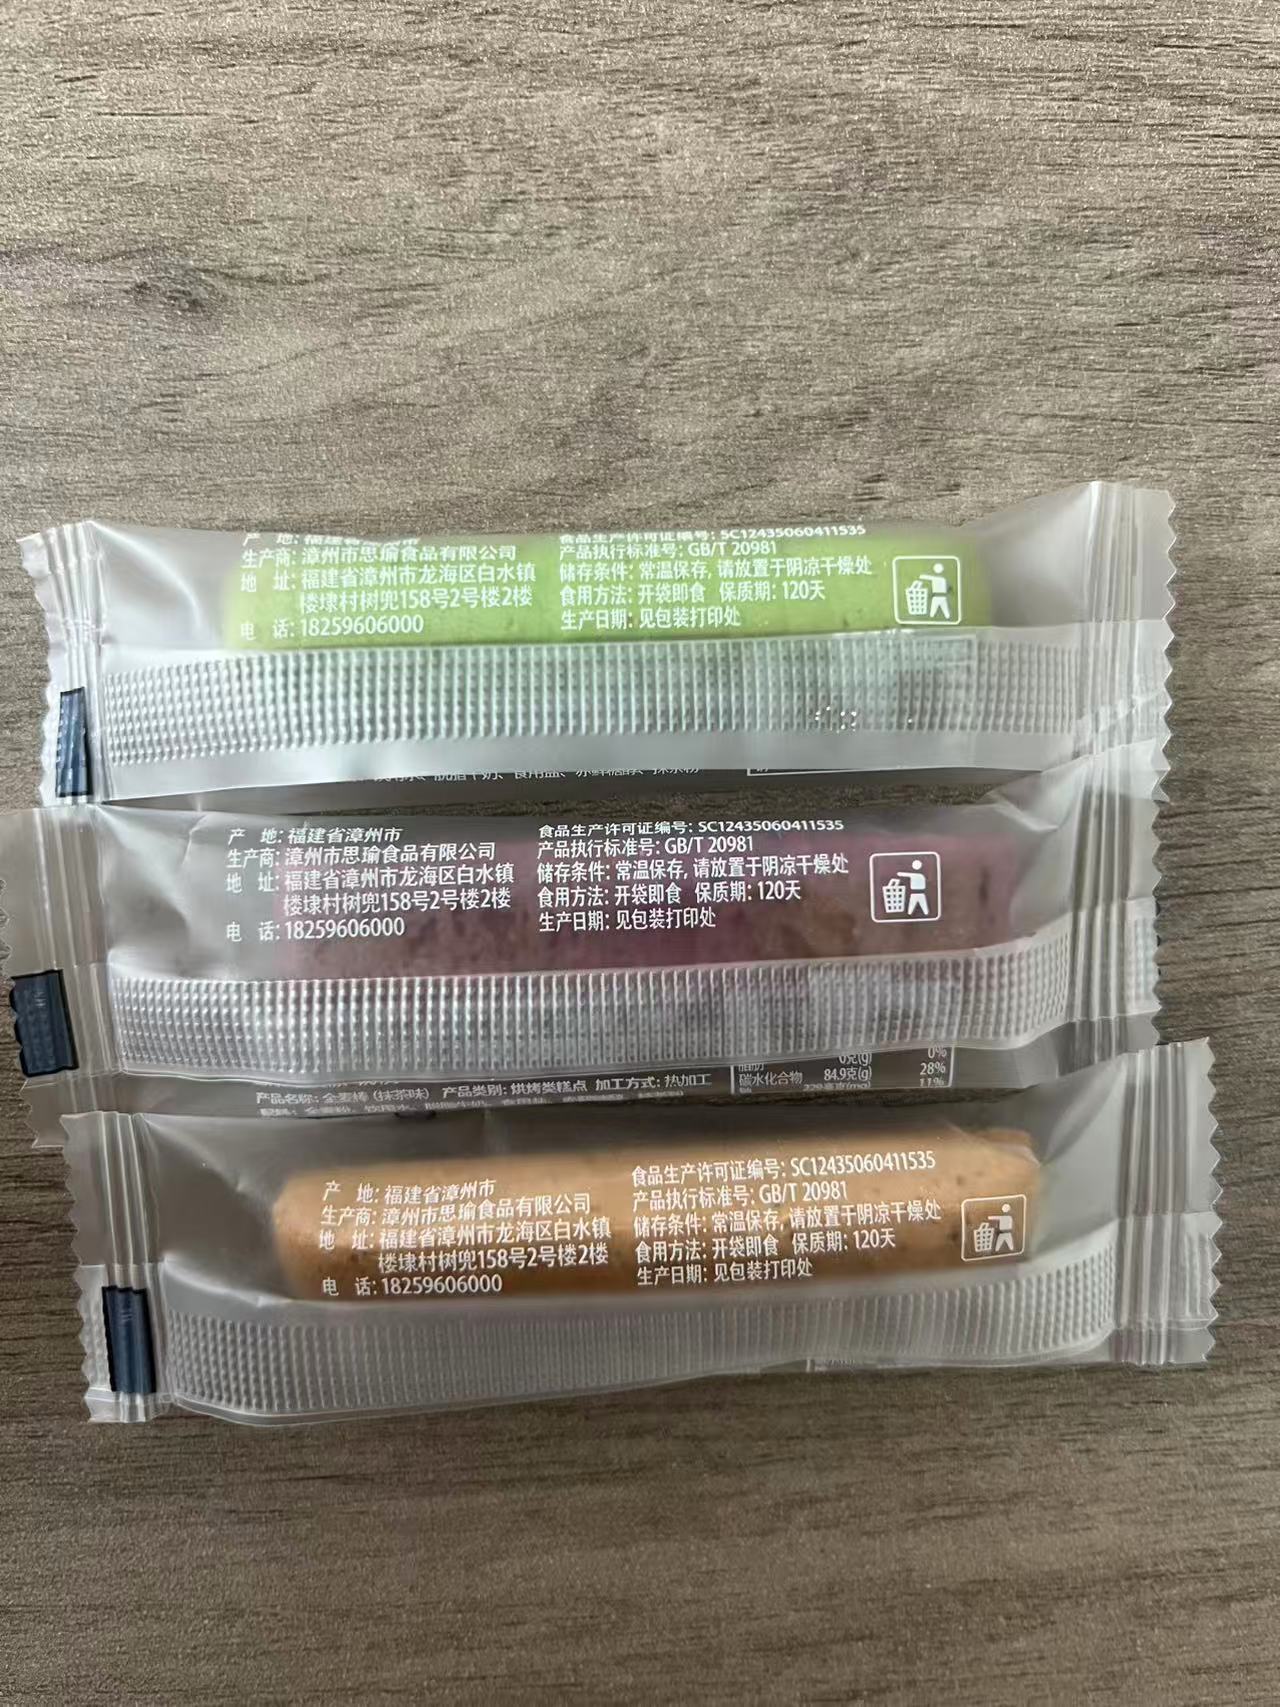 产 地: 福建省漳州市
生产商: 漳州市思瑜食品有限公司
地 址: 福建省漳州市龙海区白水镇
楼埭村树兜158号2号楼2楼
电 话: 18259606000
食品生产许可证编号: SC12435060411535
产品执行标准号: GB/T 20981
储存条件: 常温保存, 请放置于阴凉干燥处
食用方法: 开袋即食 保质期: 120天
生产日期: 见包装打印处
产 地: 福建省漳州市
生产商: 漳州市思瑜食品有限公司
地 址: 福建省漳州市龙海区白水镇
楼埭村树兜158号2号楼2楼
电 话: 18259606000
食品生产许可证编号: SC12435060411535
产品执行标准号: GB/T 20981
储存条件: 常温保存, 请放置于阴凉干燥处
食用方法: 开袋即食 保质期: 120天
生产日期: 见包装打印处
产品名称: 全麦棒 (抹茶味) 产品类别: 烘烤类糕点 加工方式: 热加工
脂肪 0克(g) 0%
碳水化合物 84.9克(g) 28%
产 地: 福建省漳州市
生产商: 漳州市思瑜食品有限公司
地 址: 福建省漳州市龙海区白水镇
楼埭村树兜158号2号楼2楼
电 话: 18259606000
食品生产许可证编号: SC12435060411535
产品执行标准号: GB/T 20981
储存条件: 常温保存, 请放置于阴凉干燥处
食用方法: 开袋即食 保质期: 120天
生产日期: 见包装打印处